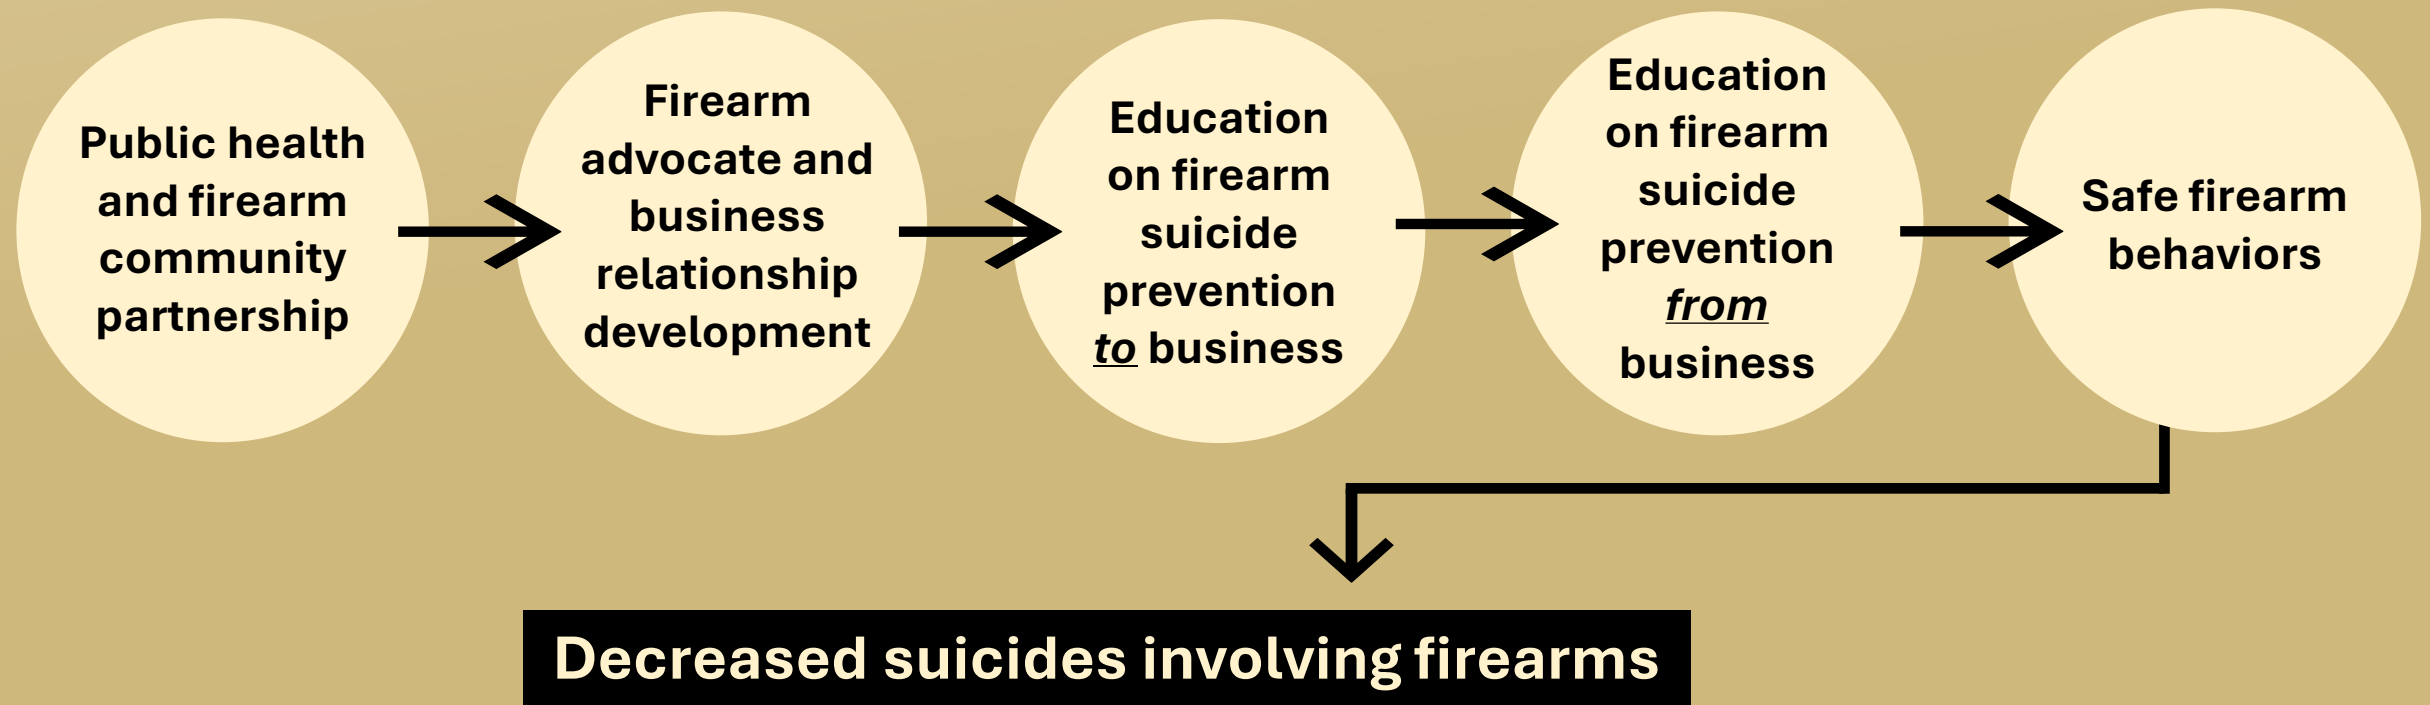 Public health
and firearm
community
partnership
Firearm
advocate and
business
relationship
development
Education
on firearm
suicide
prevention
to business
Education
on firearm
suicide
prevention
from
business
Safe firearm
behaviors
Decreased suicides involving firearms